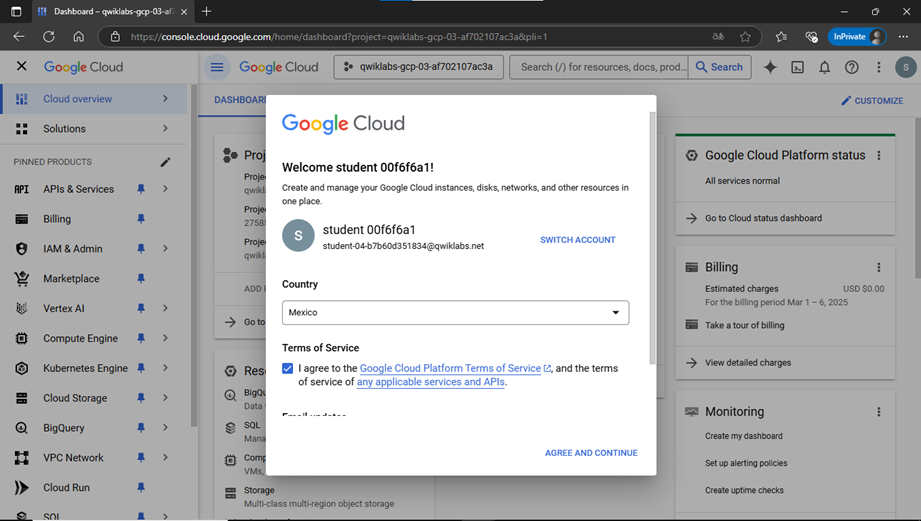 Dashboard – qwiklabs-gcp-03-af7
https://console.cloud.google.com/home/dashboard?project=qwiklabs-gcp-03-af702107ac3a&pli=1
InPrivate
Google Cloud
Google Cloud
qwiklabs-gcp-03-af702107ac3a
Search (/) for resources, docs, prod...
Search
S
Cloud overview
Solutions
PINNED PRODUCTS
API APIs & Services
Billing
IAM & Admin
Marketplace
Vertex AI
Compute Engine
Kubernetes Engine
Cloud Storage
BigQuery
VPC Network
Cloud Run
SQL
DASHBOARD
CUSTOMIZE
Proj
Projec
qwikla
Projec
27585
Projec
qwikla
ADD P
Go to
Reso
BigQu
Data
SQL
Mana
Comp
VMs,
Storage
Multi-class multi-region object storage
Google Cloud
Welcome student 00f6f6a1!
Create and manage your Google Cloud instances, disks, networks, and other resources in
one place.
S
student 00f6f6a1
student-04-b7b60d351834@qwiklabs.net
SWITCH ACCOUNT
Country
Mexico
Terms of Service
I agree to the Google Cloud Platform Terms of Service, and the terms
of service of any applicable services and APIs.
Email updates
AGREE AND CONTINUE
Google Cloud Platform status
All services normal
Go to Cloud status dashboard
Billing
Estimated charges USD $0.00
For the billing period Mar 1 – 6, 2025
Take a tour of billing
View detailed charges
Monitoring
Create my dashboard
Set up alerting policies
Create uptime checks